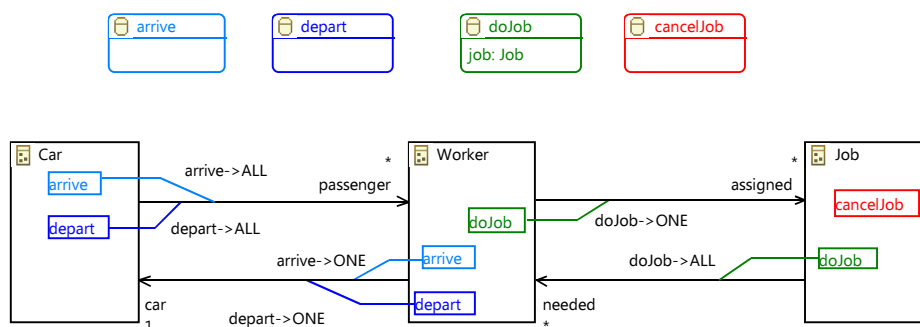 arrive
depart
doJob
cancelJob
job: Job
Car
Worker
Job
arrive->ALL
*
*
arrive
passenger
assigned
cancelJob
depart
depart->ALL
doJob
doJob->ONE
arrive->ONE
arrive
doJob->ALL
doJob
car
depart
needed
1
depart->ONE
*